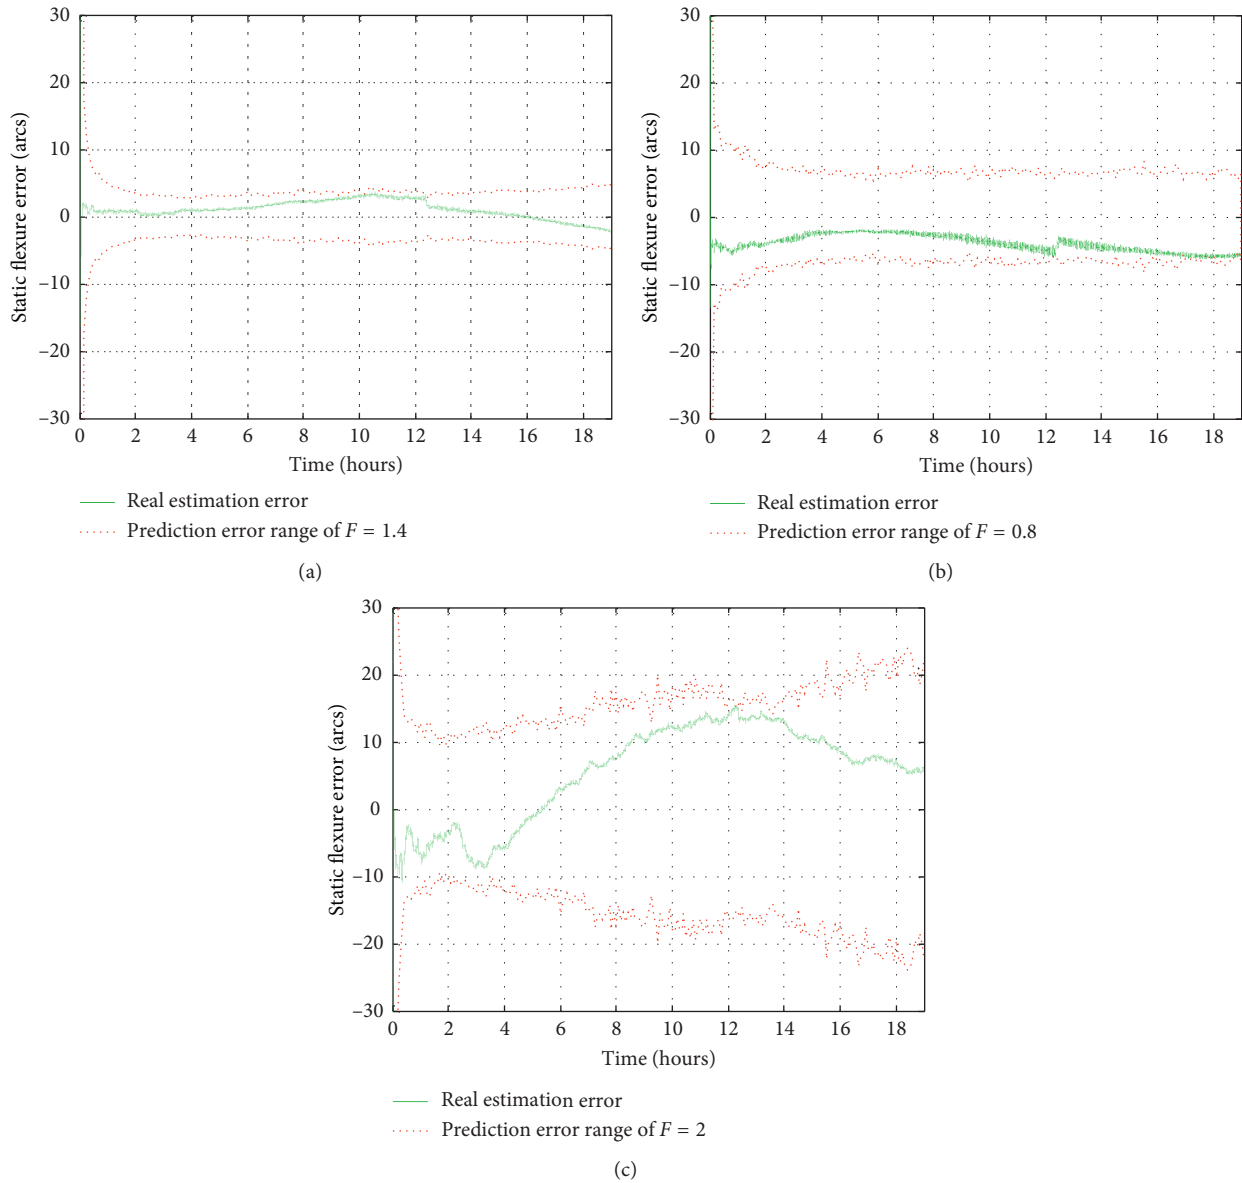 30
20
10
0
−10
−20
−30
Static flexure error (arcs)
0 2 4 6 8 10 12 14 16 18
Time (hours)
Real estimation error
Prediction error range of F = 1.4
(a)
30
20
10
0
−10
−20
−30
Static flexure error (arcs)
0 2 4 6 8 10 12 14 16 18
Time (hours)
Real estimation error
Prediction error range of F = 0.8
(b)
30
20
10
0
−10
−20
−30
Static flexure error (arcs)
0 2 4 6 8 10 12 14 16 18
Time (hours)
Real estimation error
Prediction error range of F = 2
(c)